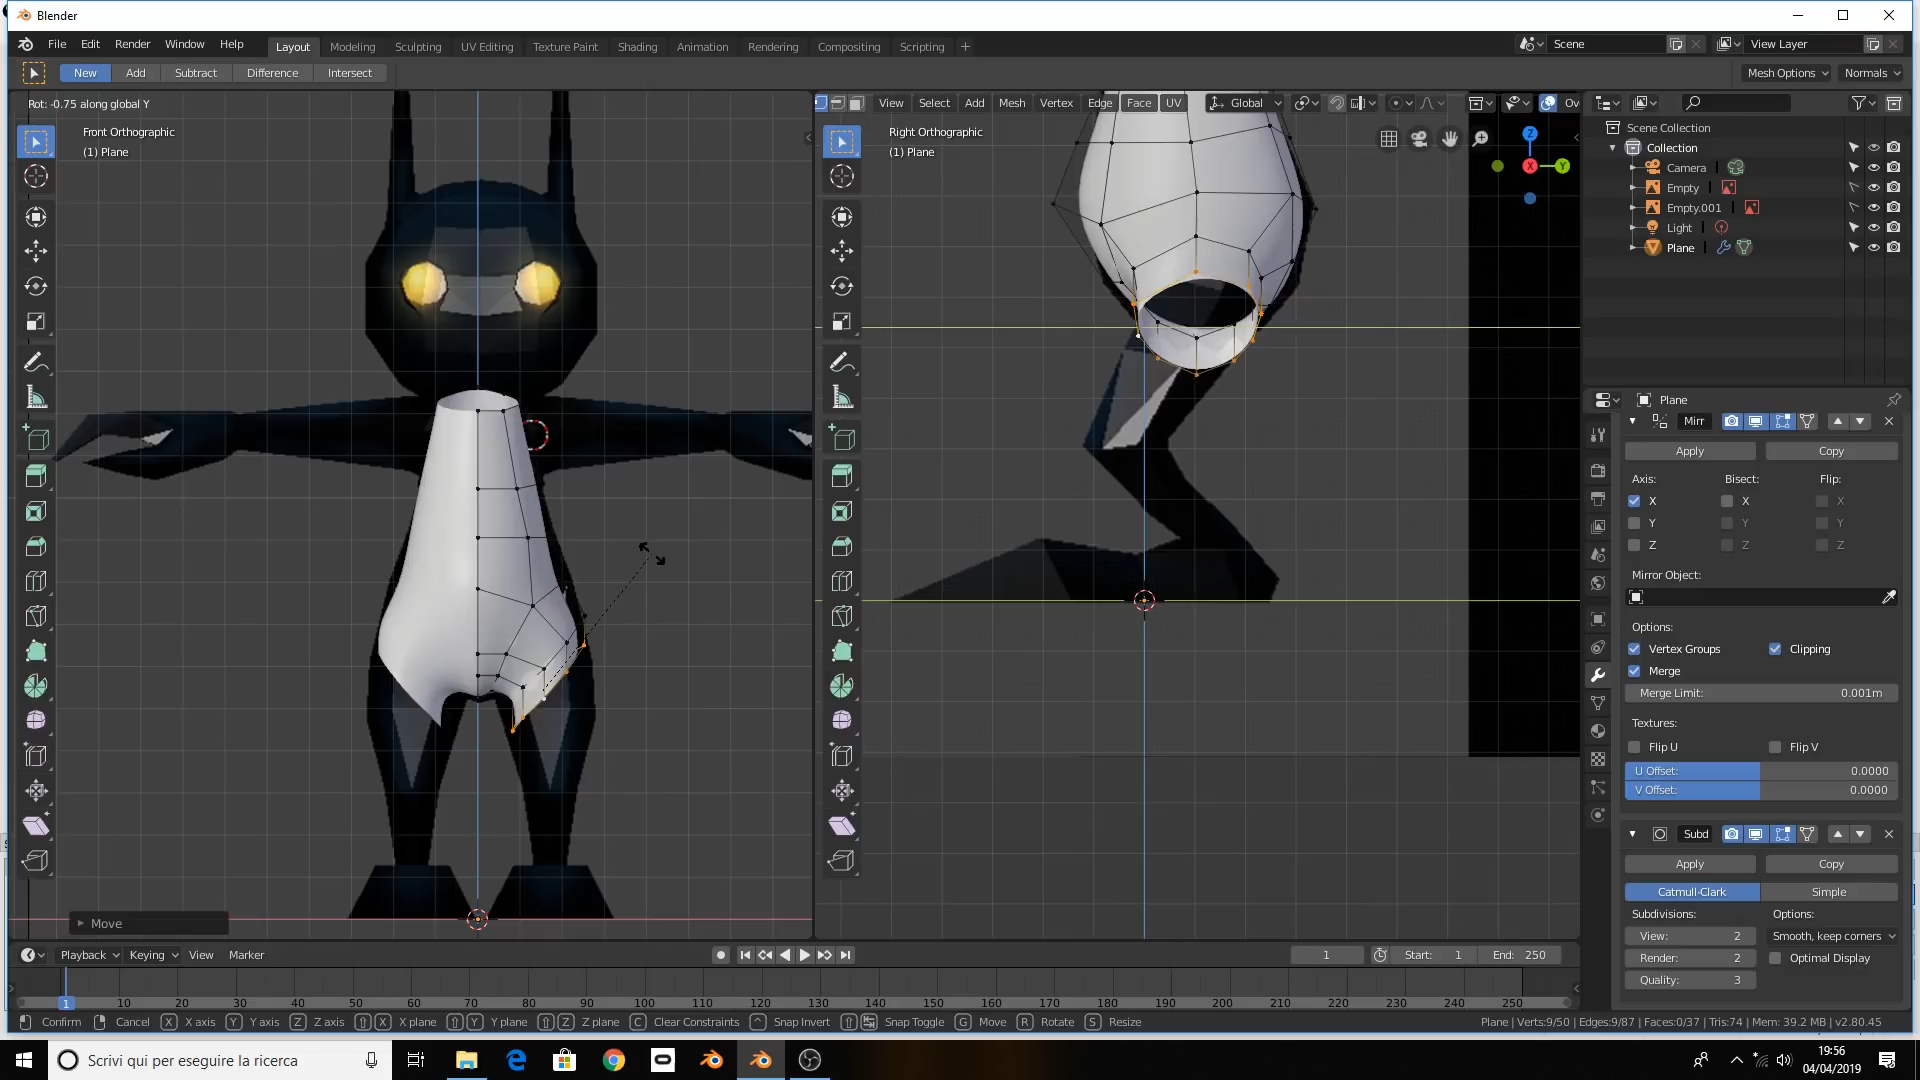 Blender
File Edit Render Window Help Layout Modeling Sculpting UV Editing Texture Paint Shading Animation Rendering Compositing Scripting + Scene View Layer
New Add Subtract Difference Intersect Mesh Options Normals
Rot: -0.75 along global Y
View Select Add Mesh Vertex Edge Face UV Global Ov
Front Orthographic
(1) Plane
Right Orthographic
(1) Plane
Z
X
Y
Scene Collection
Collection
Camera
Empty
Empty.001
Light
Plane
Plane
Mirr
Apply Copy
Axis: Bisect: Flip:
X X X
Y Y Y
Z Z Z
Mirror Object:
Options:
Vertex Groups Clipping
Merge
Merge Limit: 0.001m
Textures:
Flip U Flip V
U Offset: 0.0000
V Offset: 0.0000
Subd
Apply Copy
Catmull-Clark Simple
Subdivisions: Options:
View: 2 Smooth, keep corners
Render: 2 Optimal Display
Quality: 3
Move
Playback Keying View Marker 1 Start: 1 End: 250
1 10 20 30 40 50 60 70 80 90 100 110 120 130 140 150 160 170 180 190 200 210 220 230 240 250
Confirm Cancel X X axis Y Y axis Z Z axis X X plane Y Y plane Z Z plane C Clear Constraints Snap Invert Snap Toggle G Move R Rotate S Resize Plane | Verts:9/50 | Edges:9/87 | Faces:0/37 | Tris:74 | Mem: 39.2 MB | v2.80.45
Scrivi qui per eseguire la ricerca
19:56
04/04/2019